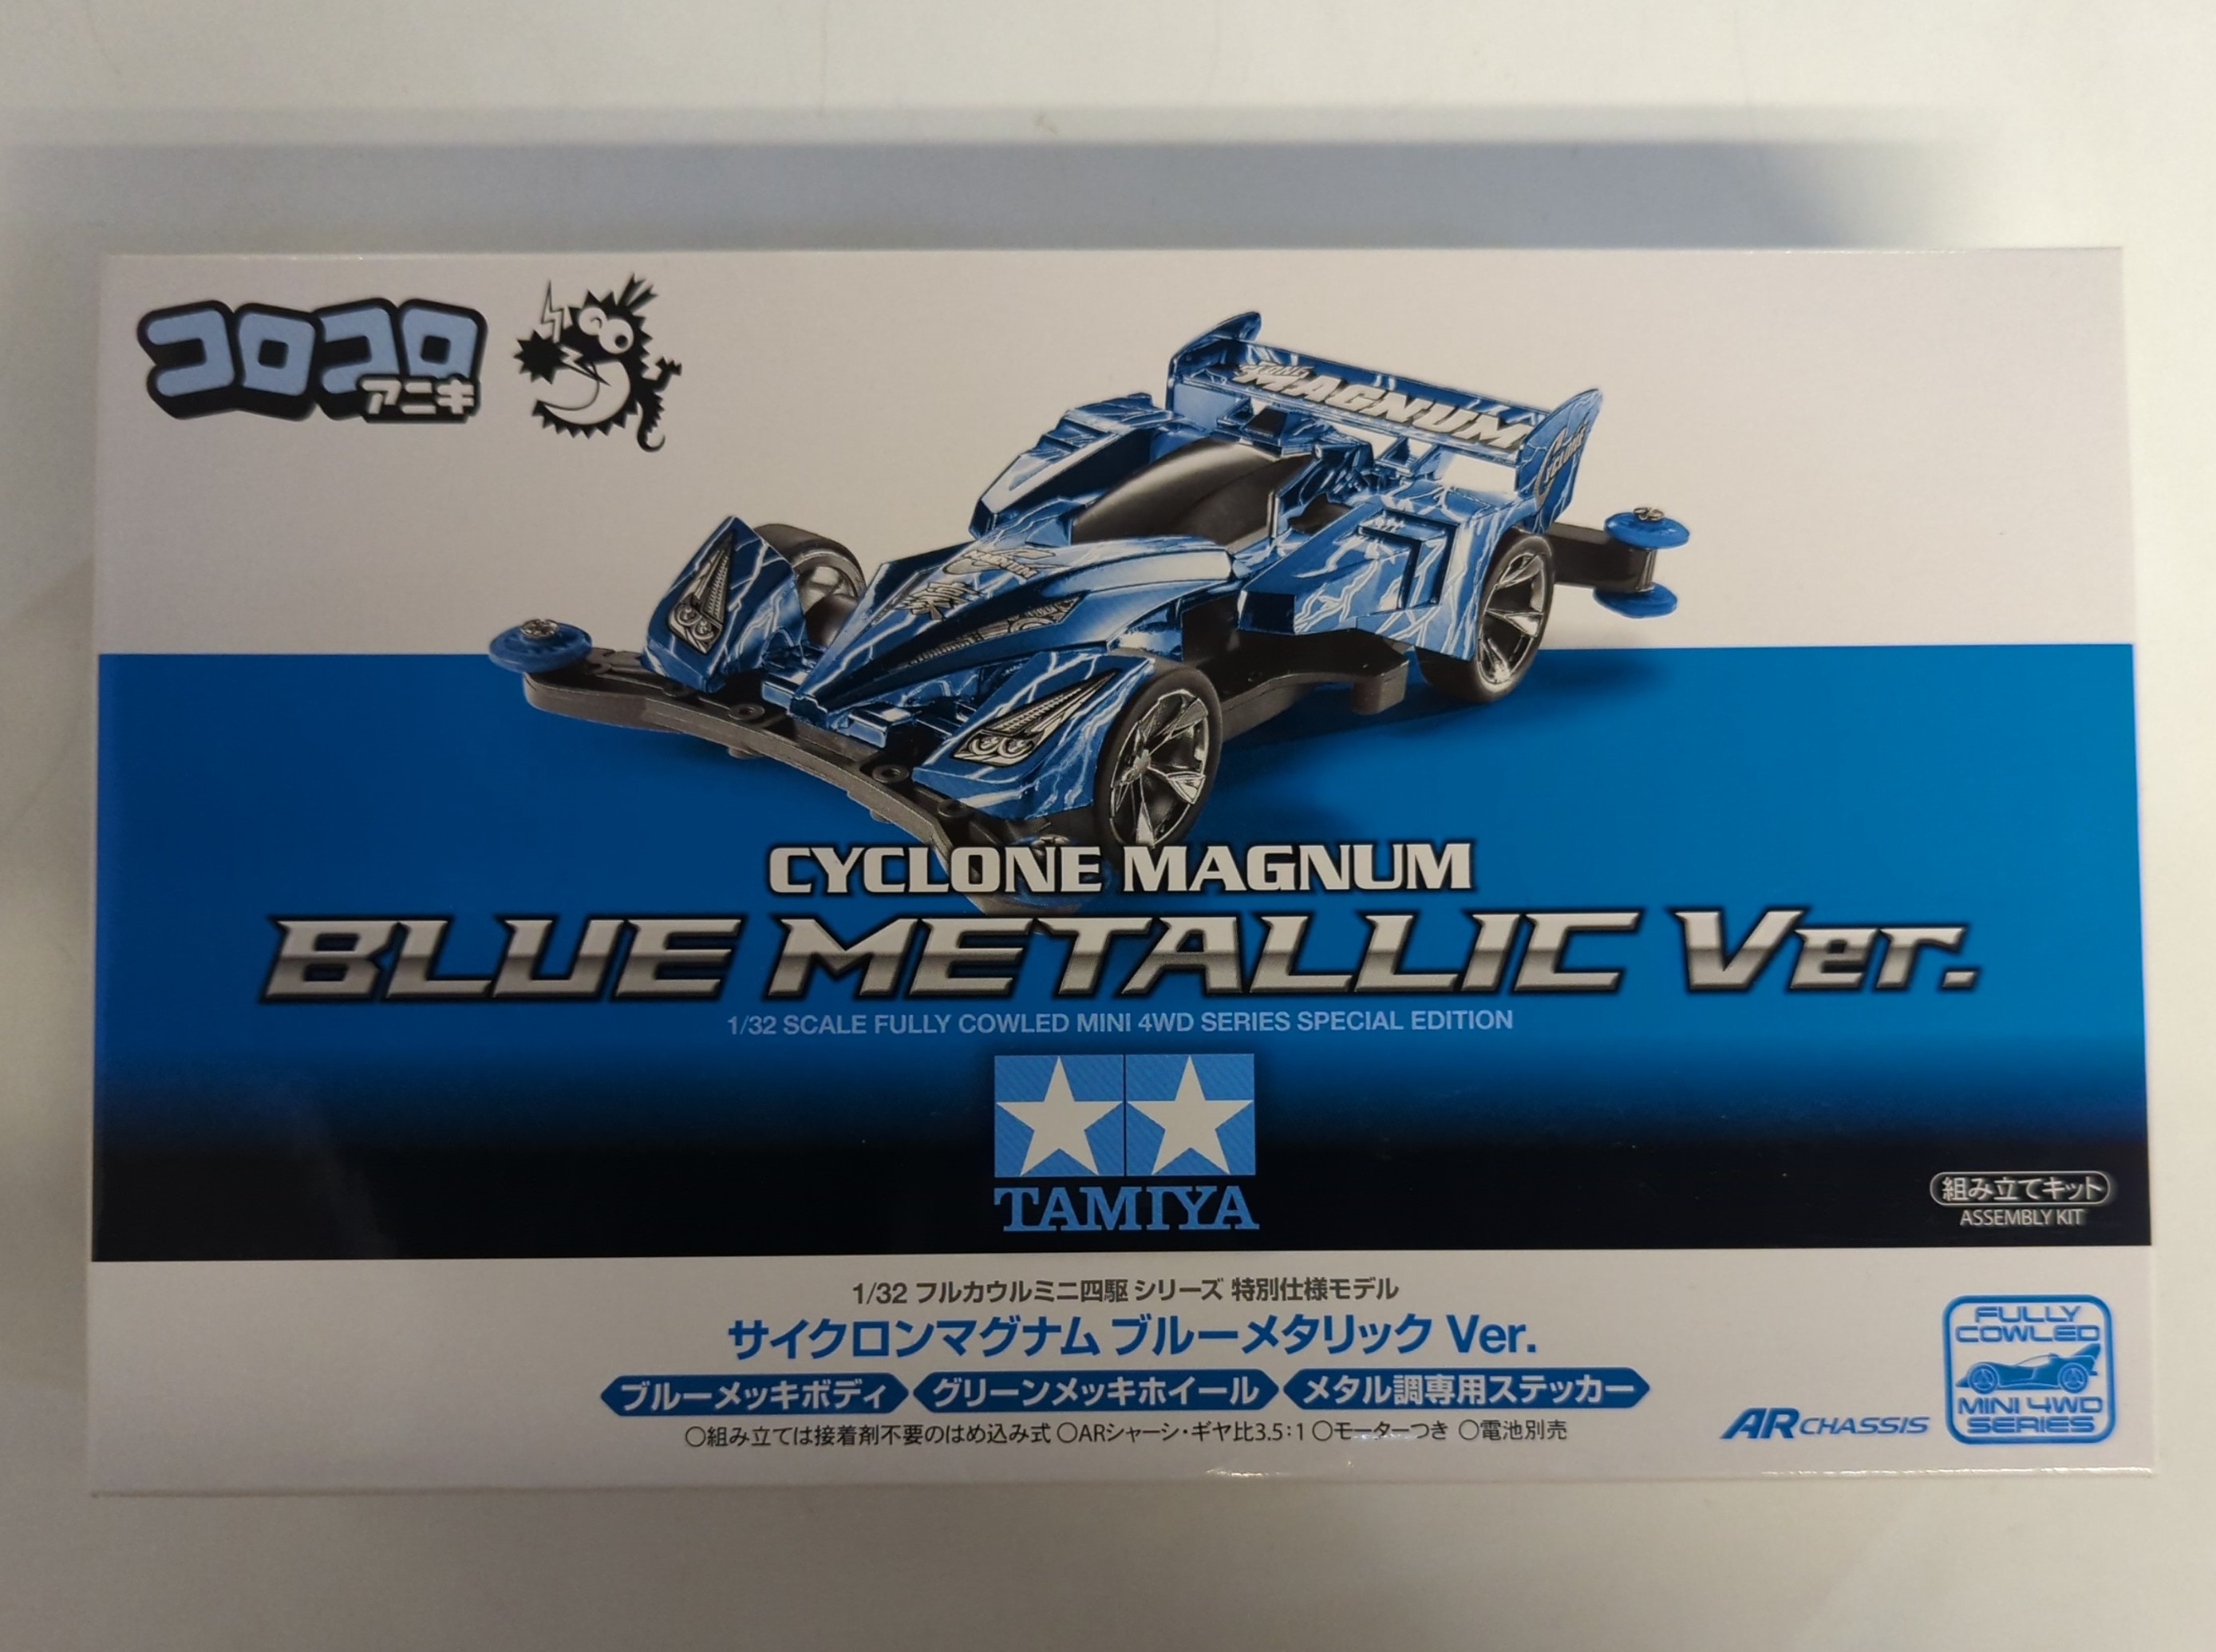 コロコロ
アニキ
MAGNUM
MAGNUM
CYCLONE
CYCLONE MAGNUM
BLUE METALLIC Ver.
1/32 SCALE FULLY COWLED MINI 4WD SERIES SPECIAL EDITION
TAMIYA
組み立てキット
ASSEMBLY KIT
1/32 フルカウルミニ四駆 シリーズ 特別仕様モデル
サイクロンマグナム ブルーメタリック Ver.
ブルーメッキボディ グリーンメッキホイール メタル調専用ステッカー
○組み立ては接着剤不要のはめ込み式 ○ARシャーシ・ギヤ比3.5:1 ○モーターつき ○電池別売
AR CHASSIS
FULLY
COWLED
MINI 4WD
SERIES